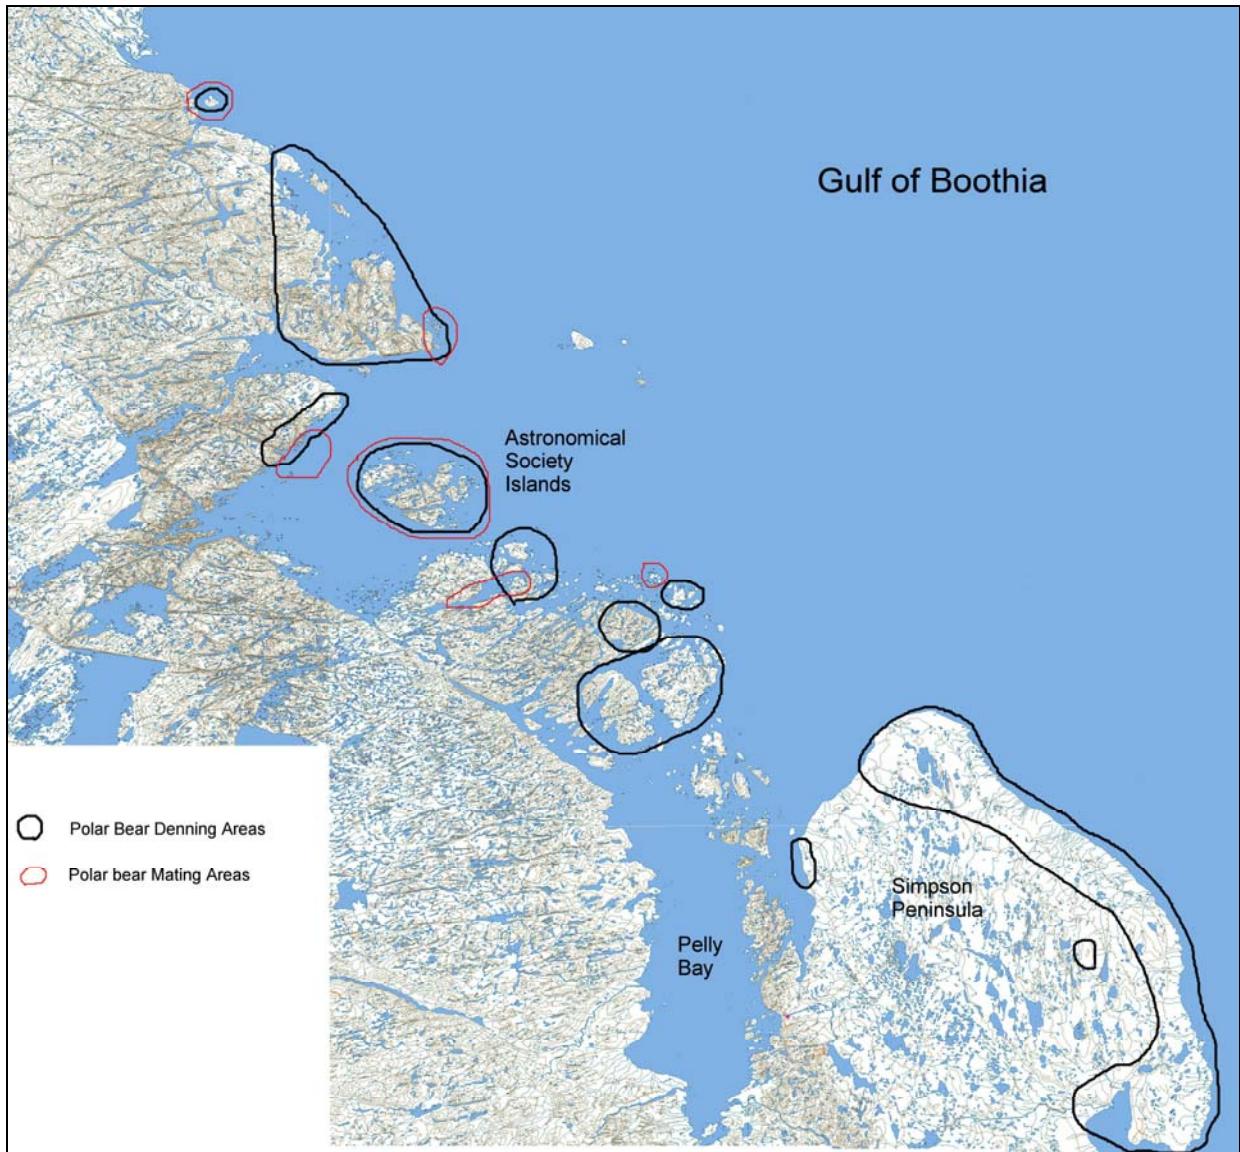 Gulf of Boothia
Astronomical
Society
Islands
Polar Bear Denning Areas
Polar bear Mating Areas
Simpson
Peninsula
Pelly
Bay